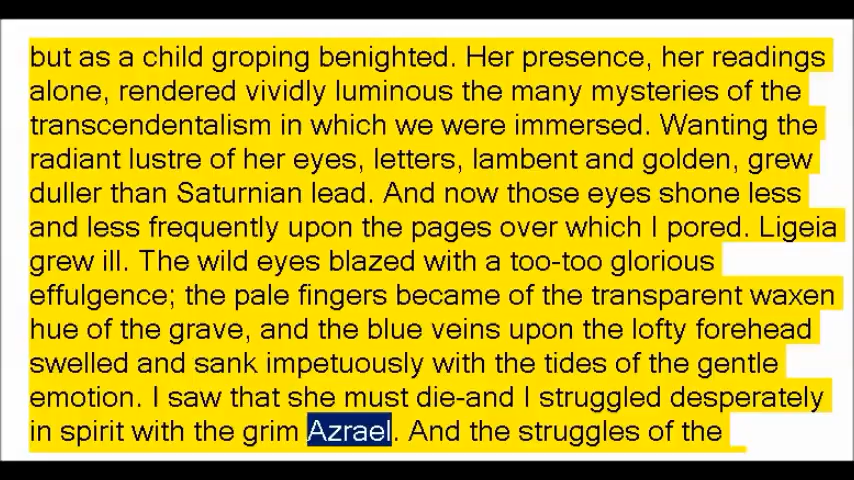 but as a child groping benighted. Her presence, her readings
alone, rendered vividly luminous the many mysteries of the
transcendentalism in which we were immersed. Wanting the
radiant lustre of her eyes, letters, lambent and golden, grew
duller than Saturnian lead. And now those eyes shone less
and less frequently upon the pages over which I pored. Ligeia
grew ill. The wild eyes blazed with a too-too glorious
effulgence; the pale fingers became of the transparent waxen
hue of the grave, and the blue veins upon the lofty forehead
swelled and sank impetuously with the tides of the gentle
emotion. I saw that she must die-and I struggled desperately
in spirit with the grim Azrael. And the struggles of the